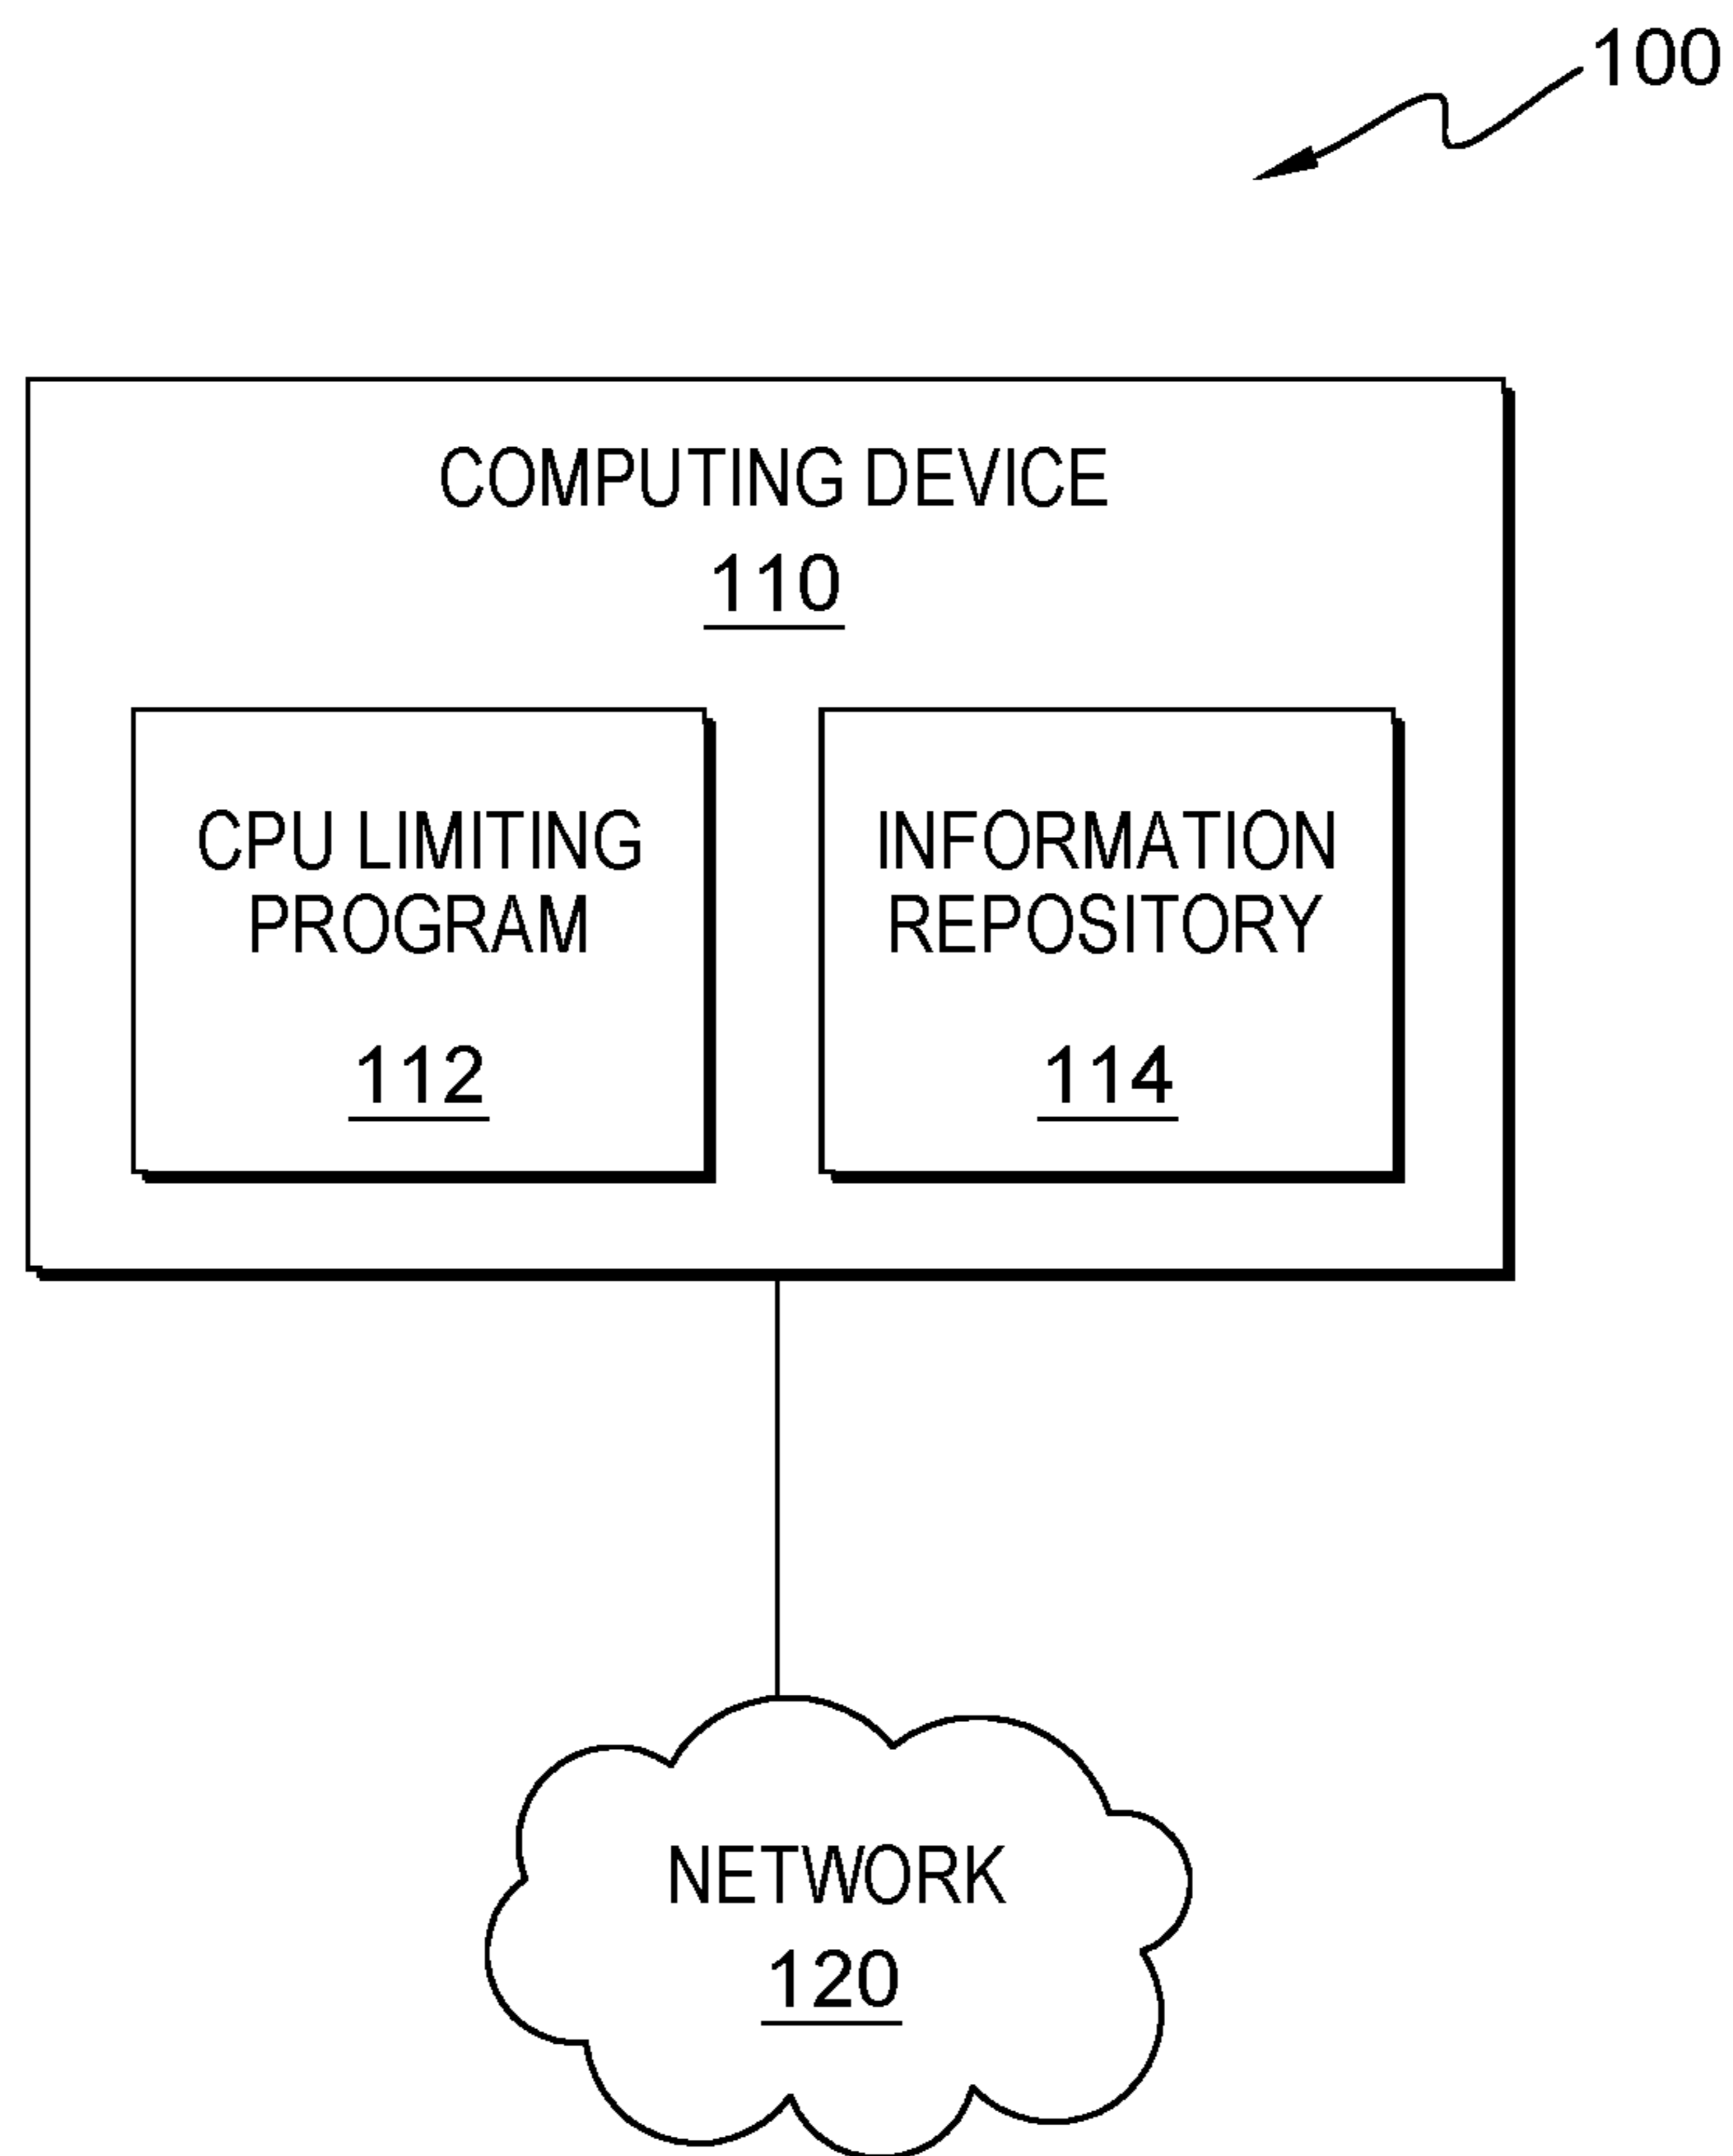 100
COMPUTING DEVICE
110
CPU LIMITING
PROGRAM
112
INFORMATION
REPOSITORY
114
NETWORK
120